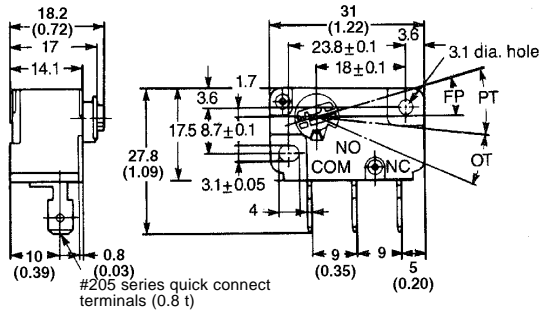 18.2
(0.72)
17
14.1
31
(1.22)
23.8±0.1
3.6
18±0.1
3.1 dia. hole
1.7
3.6
FP
PT
17.5
8.7±0.1
OT
27.8
(1.09)
NO
COM
NC
3.1±0.05
4
10
(0.39)
0.8
(0.03)
9
(0.35)
9
5
(0.20)
#205 series quick connect
terminals (0.8 t)